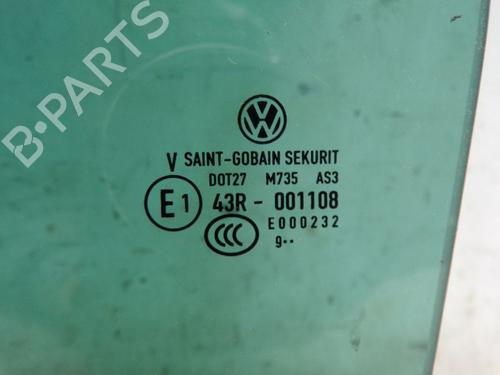 B-PARTS
V SAINT-GOBAIN SEKURIT
DOT27 M735 AS3
E1 43R - 001108
CCC E000232
9··